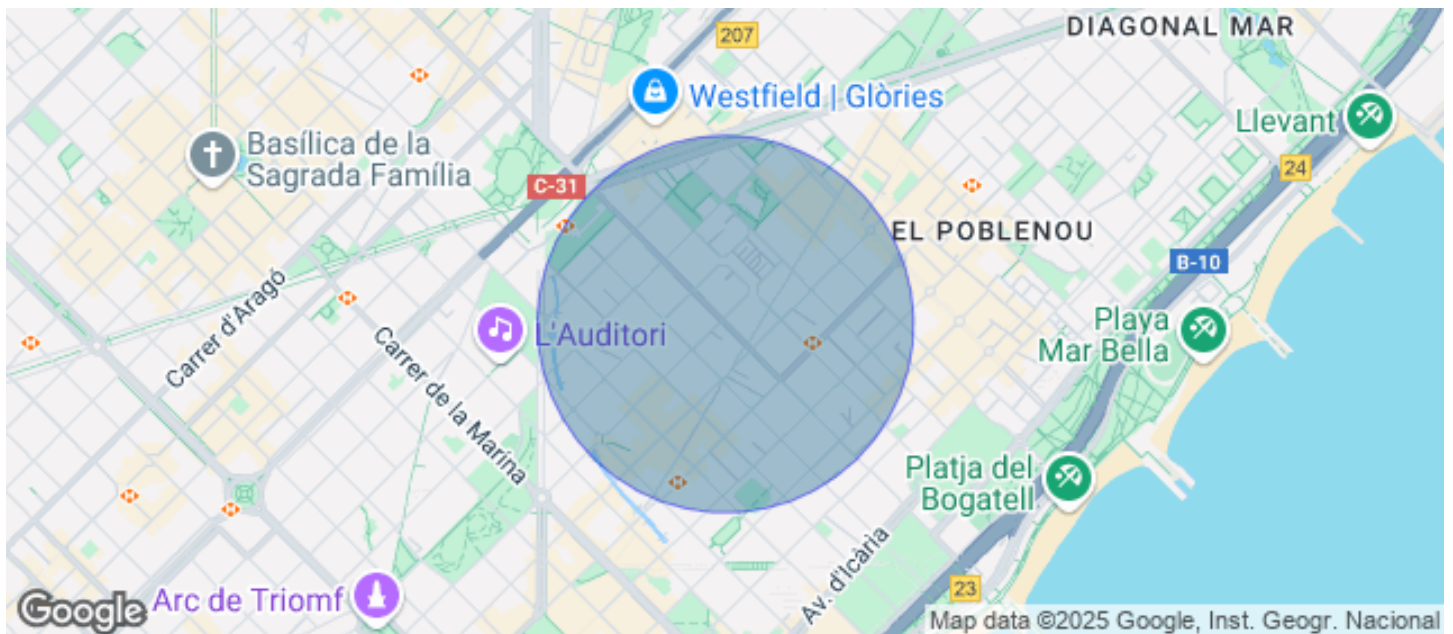 207
DIAGONAL MAR
Westfield | Glòries
Llevant
Basílica de la
Sagrada Família
C-31
24
EL POBLENOU
B-10
Carrer d'Aragó
L'Auditori
Playa
Mar Bella
Carrer de la Marina
Platja del
Bogatell
Av. d'Icària
23
Arc de Triomf
Google
Map data ©2025 Google, Inst. Geogr. Nacional